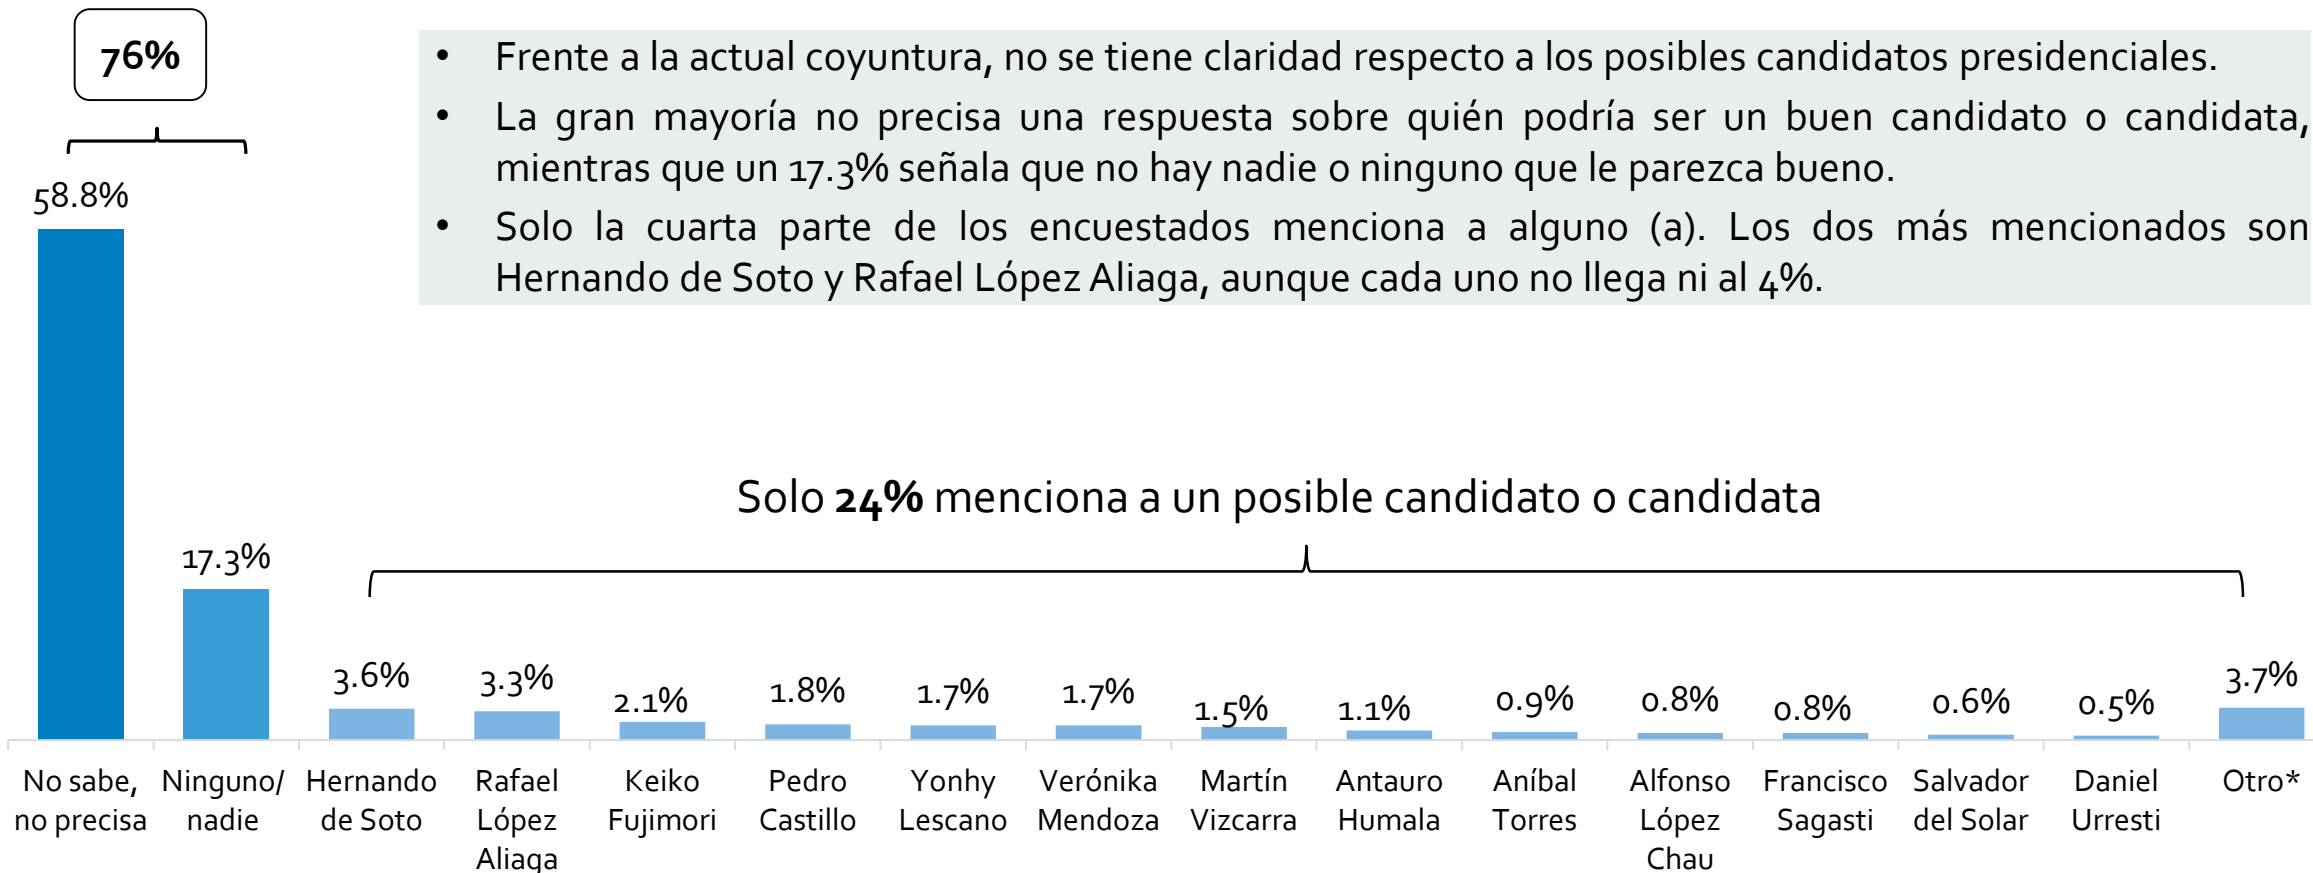 76%
• Frente a la actual coyuntura, no se tiene claridad respecto a los posibles candidatos presidenciales.
• La gran mayoría no precisa una respuesta sobre quién podría ser un buen candidato o candidata,
mientras que un 17.3% señala que no hay nadie o ninguno que le parezca bueno.
• Solo la cuarta parte de los encuestados menciona a alguno (a). Los dos más mencionados son
Hernando de Soto y Rafael López Aliaga, aunque cada uno no llega ni al 4%.
58.8%
Solo 24% menciona a un posible candidato o candidata
17.3%
3.6%
3.3%
2.1%
1.8%
1.7%
1.7%
1.5%
1.1%
0.9%
0.8%
0.8%
0.6%
0.5%
3.7%
No sabe,
no precisa
Ninguno/
nadie
Hernando
de Soto
Rafael
López
Aliaga
Keiko
Fujimori
Pedro
Castillo
Yonhy
Lescano
Verónika
Mendoza
Martín
Vizcarra
Antauro
Humala
Aníbal
Torres
Alfonso
López
Chau
Francisco
Sagasti
Salvador
del Solar
Daniel
Urresti
Otro*